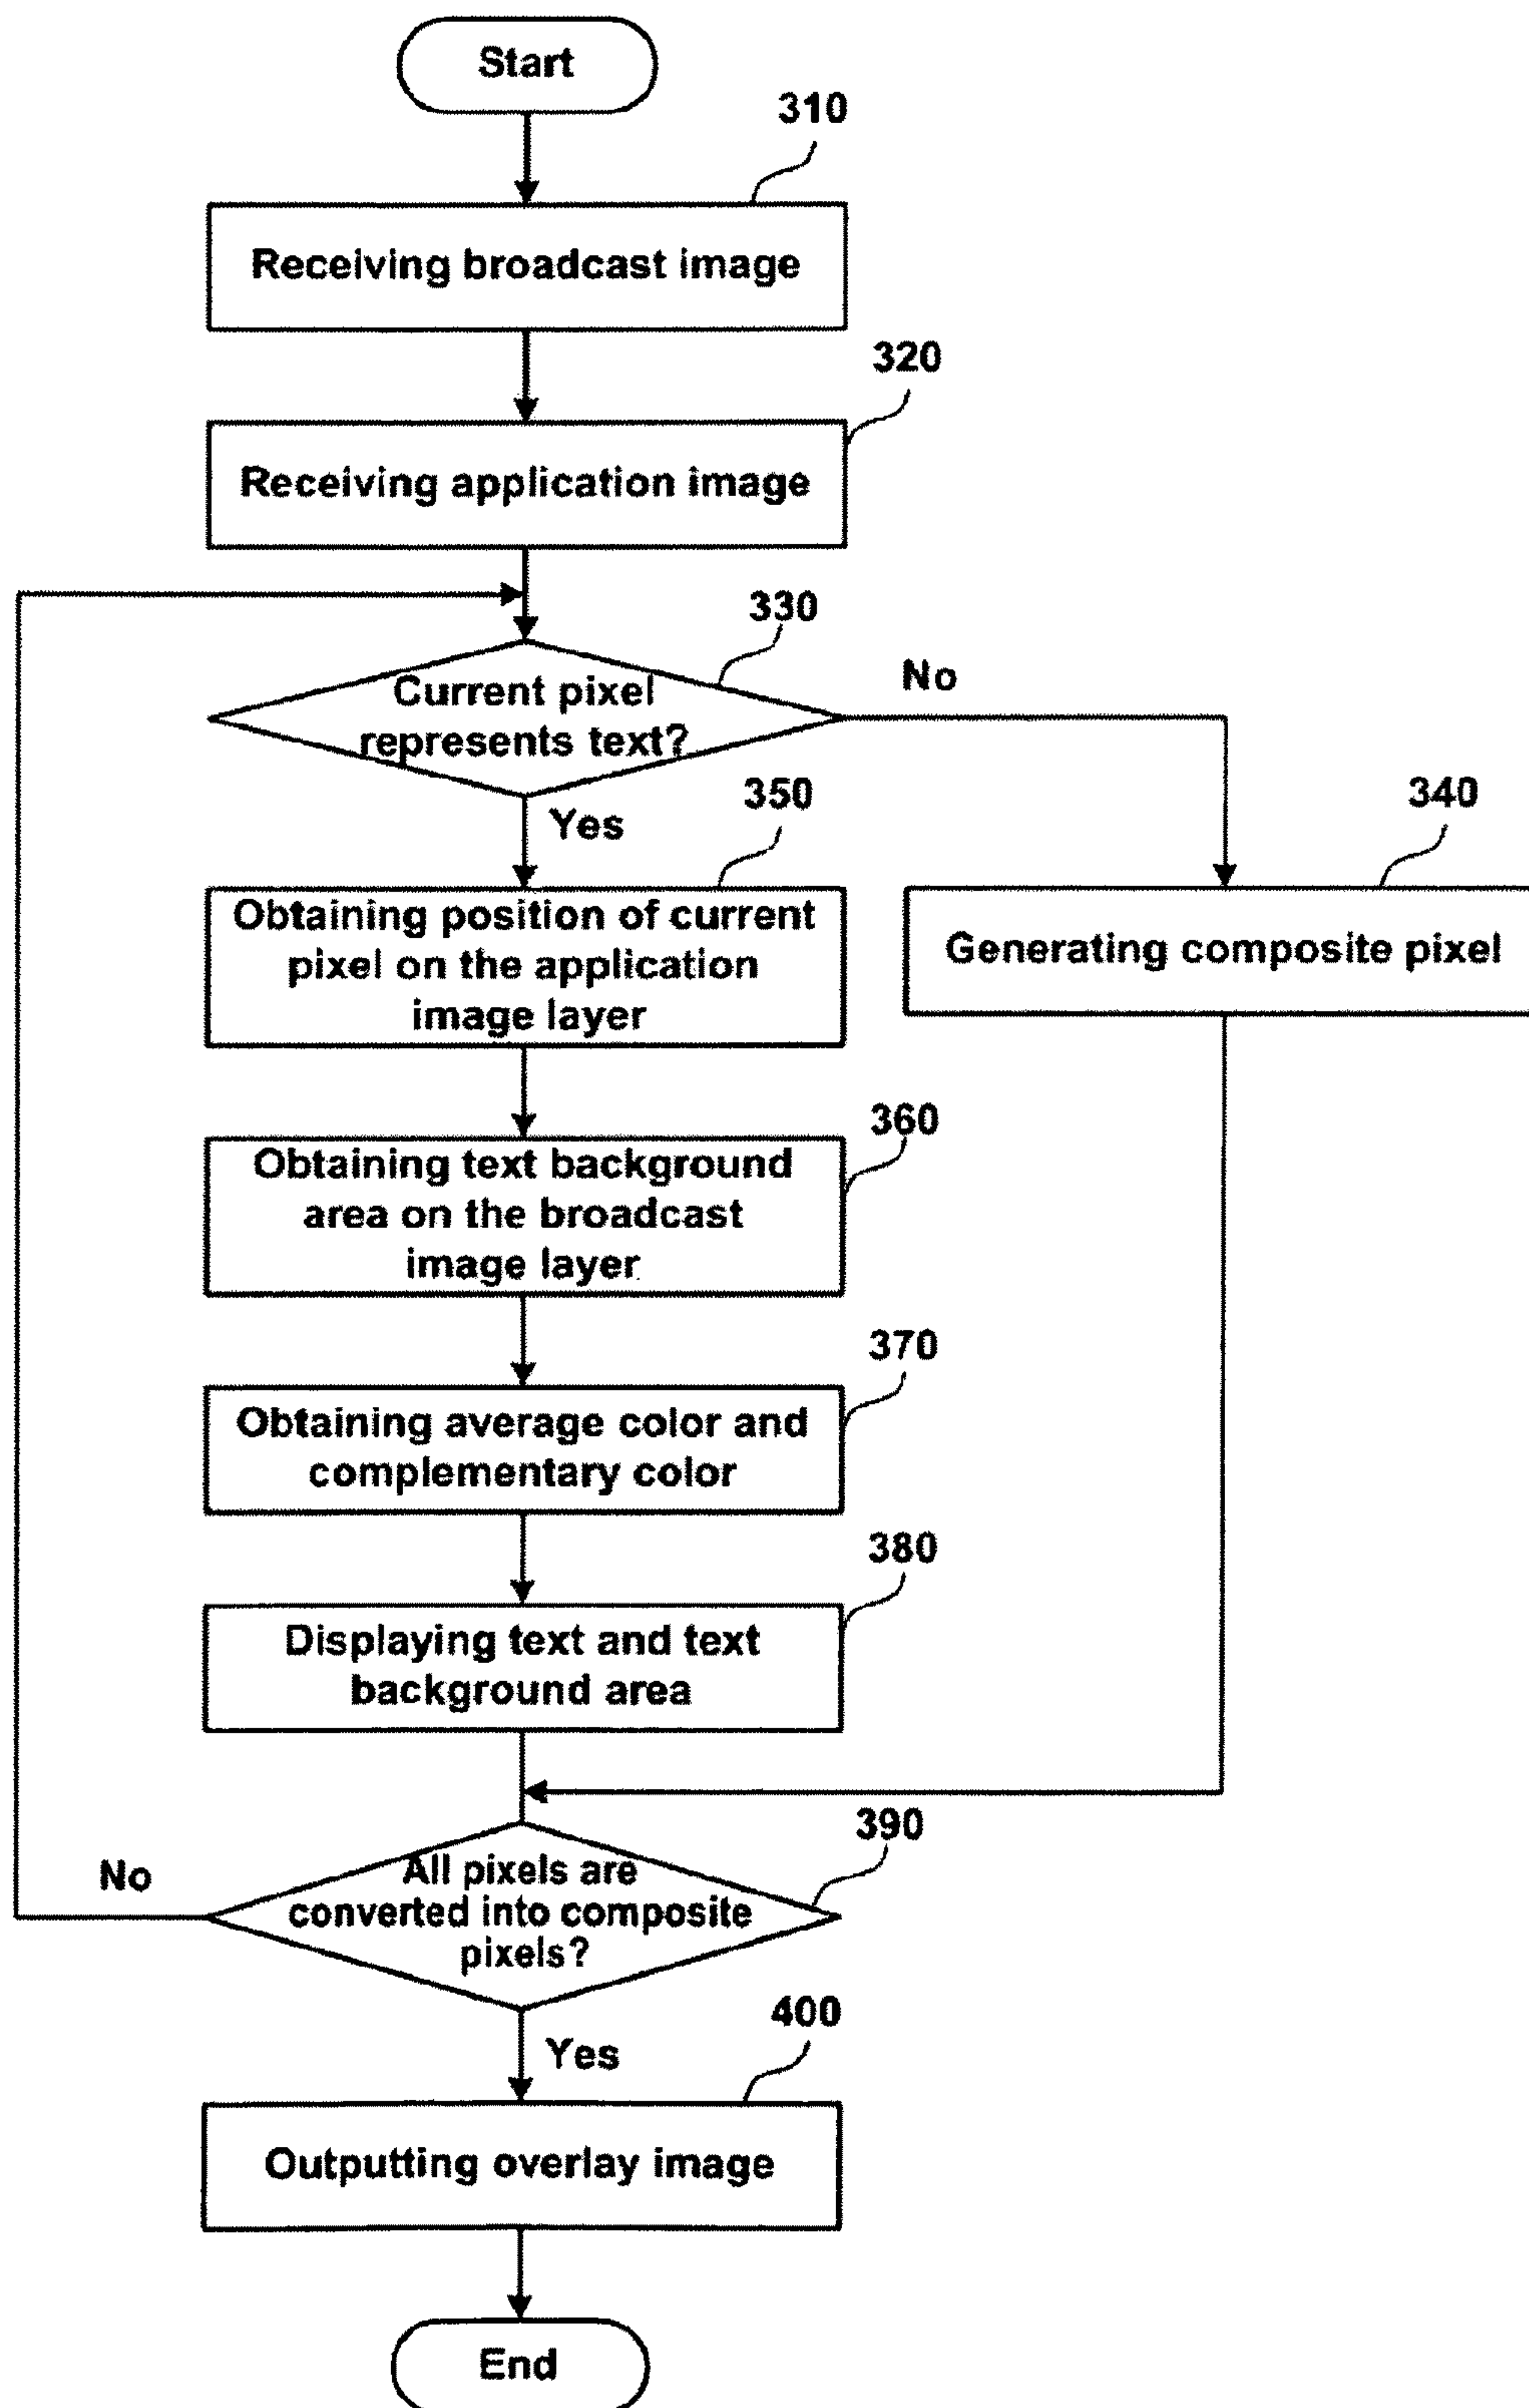 Start
310
Receiving broadcast image
320
Receiving application image
330
Current pixel
represents text?
No
Yes
350
Obtaining position of current
pixel on the application
image layer
340
Generating composite pixel
360
Obtaining text background
area on the broadcast
image layer
370
Obtaining average color and
complementary color
380
Displaying text and text
background area
390
All pixels are
converted into composite
pixels?
No
Yes
400
Outputting overlay image
End